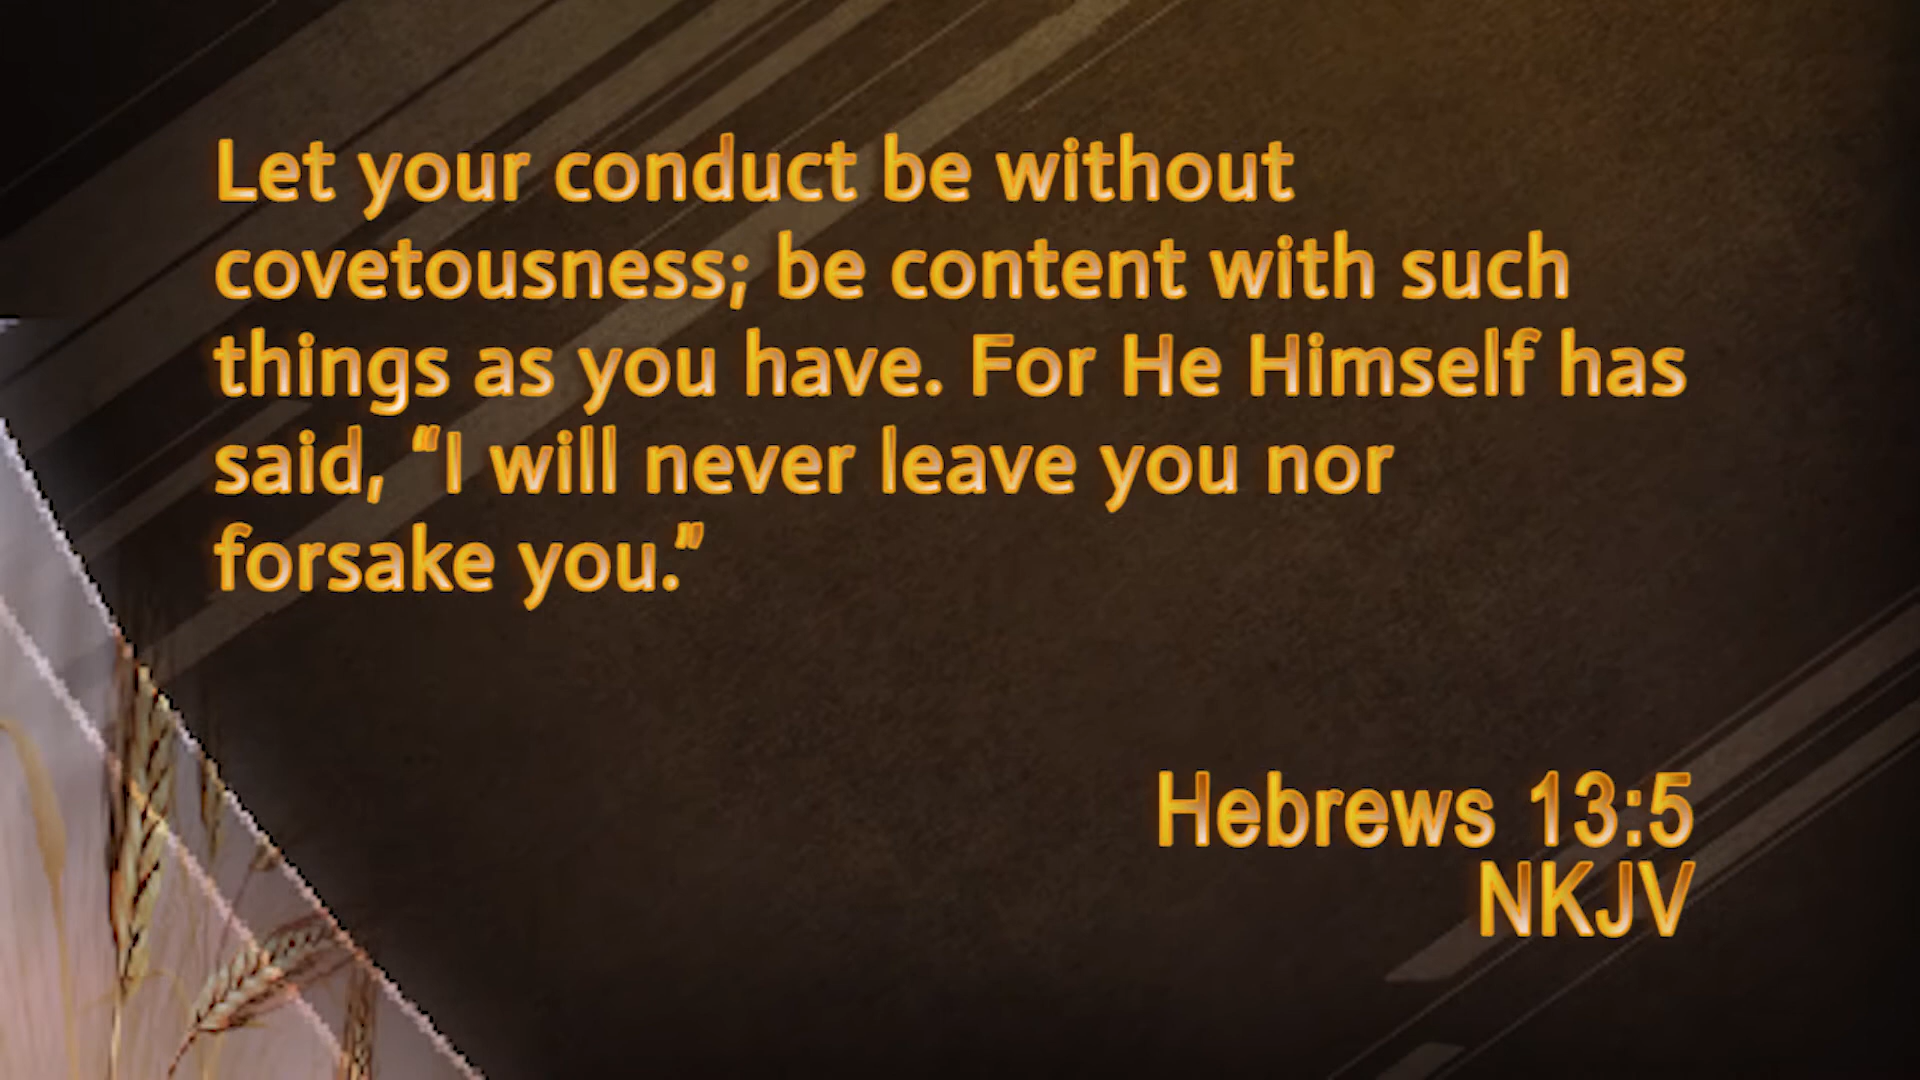 Let your conduct be without
covetousness; be content with such
things as you have. For He Himself has
said, “I will never leave you nor
forsake you.”
Hebrews 13:5
NKJV